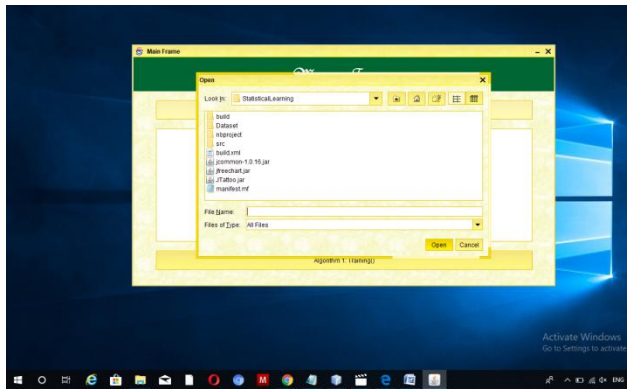 Main Frame
Open
Look In: StatisticalLearning
build
Dataset
nbproject
src
build.xml
jcommon-1.0.16.jar
jfreechart.jar
JTattoo.jar
manifest.mf
File Name:
Files of Type: All Files
Open Cancel
Algorithm 1: Training()
Activate Windows
Go to Settings to activate
ENG